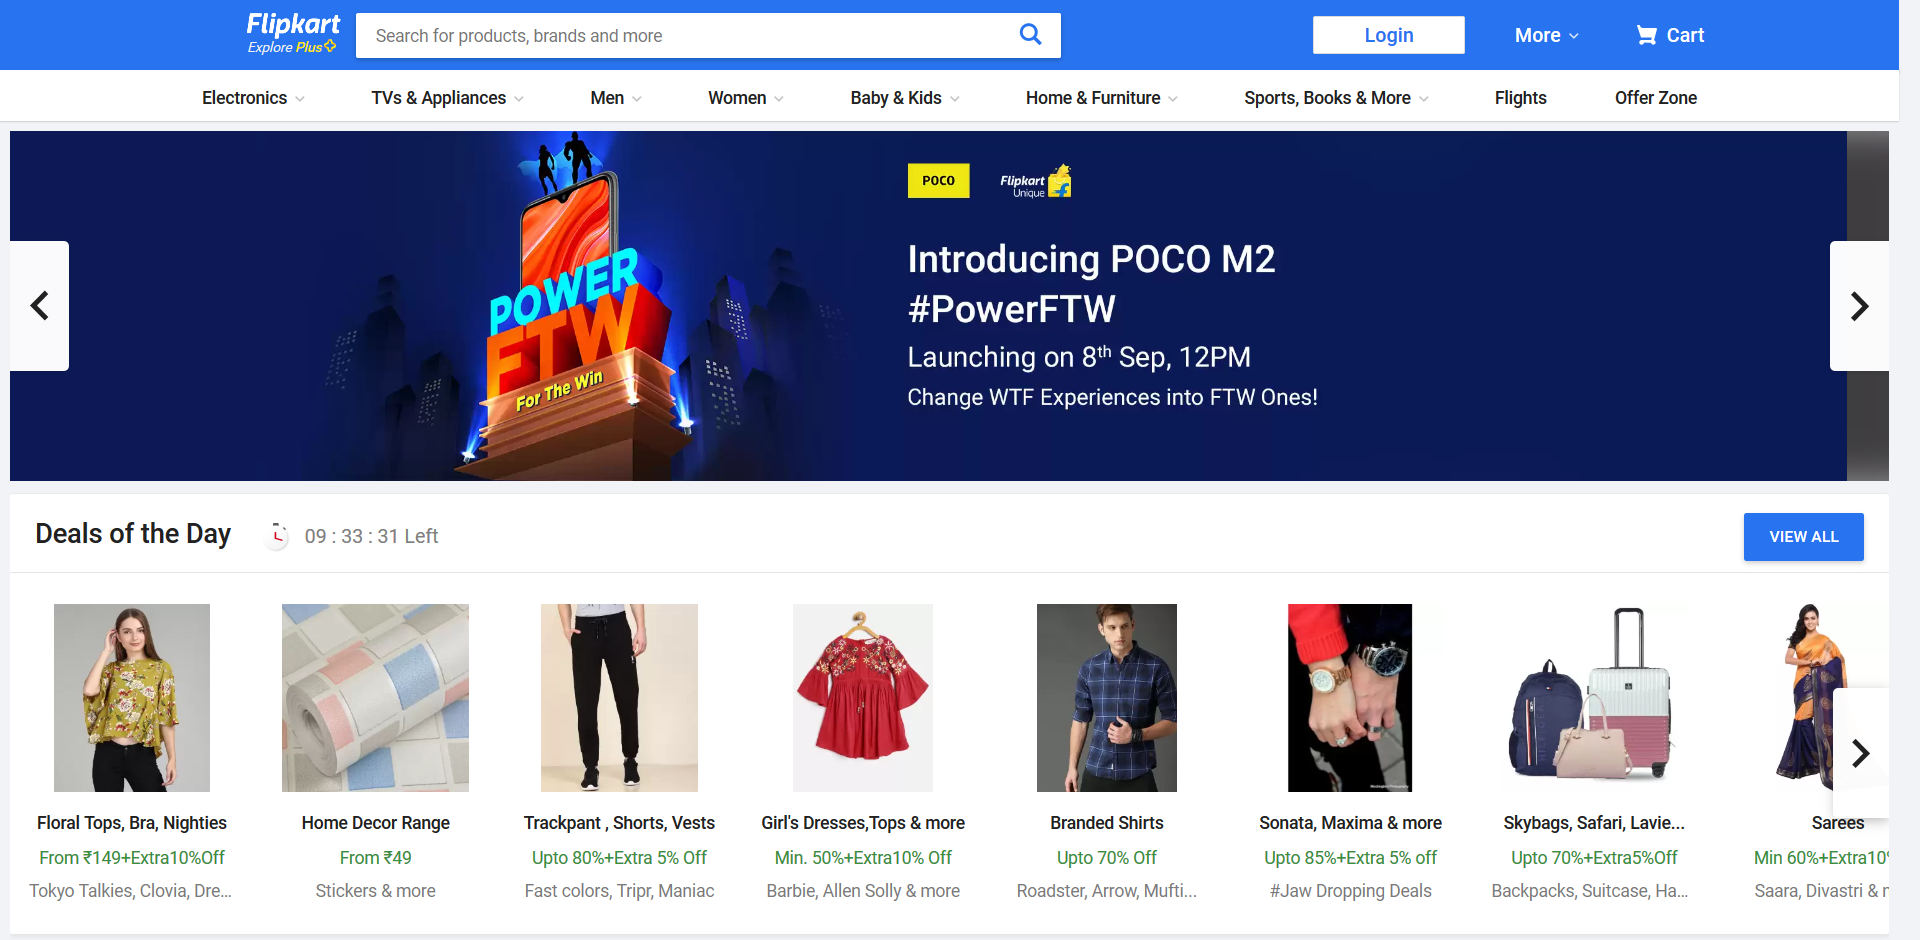 Flipkart
Explore Plus
Search for products, brands and more
Login
More
Cart
Electronics
TVs & Appliances
Men
Women
Baby & Kids
Home & Furniture
Sports, Books & More
Flights
Offer Zone
POWER
FTW
For The Win
POCO
Flipkart
Unique
Introducing POCO M2
#PowerFTW
Launching on 8th Sep, 12PM
Change WTF Experiences into FTW Ones!
Deals of the Day
09 : 33 : 31 Left
VIEW ALL
Floral Tops, Bra, Nighties
From ₹149+Extra10%Off
Tokyo Talkies, Clovia, Dre...
Home Decor Range
From ₹49
Stickers & more
Trackpant , Shorts, Vests
Upto 80%+Extra 5% Off
Fast colors, Tripr, Maniac
Girl's Dresses,Tops & more
Min. 50%+Extra10% Off
Barbie, Allen Solly & more
Branded Shirts
Upto 70% Off
Roadster, Arrow, Mufti...
Sonata, Maxima & more
Upto 85%+Extra 5% off
#Jaw Dropping Deals
Skybags, Safari, Lavie...
Upto 70%+Extra5%Off
Backpacks, Suitcase, Ha...
Sarees
Min 60%+Extra10%
Saara, Divastri &